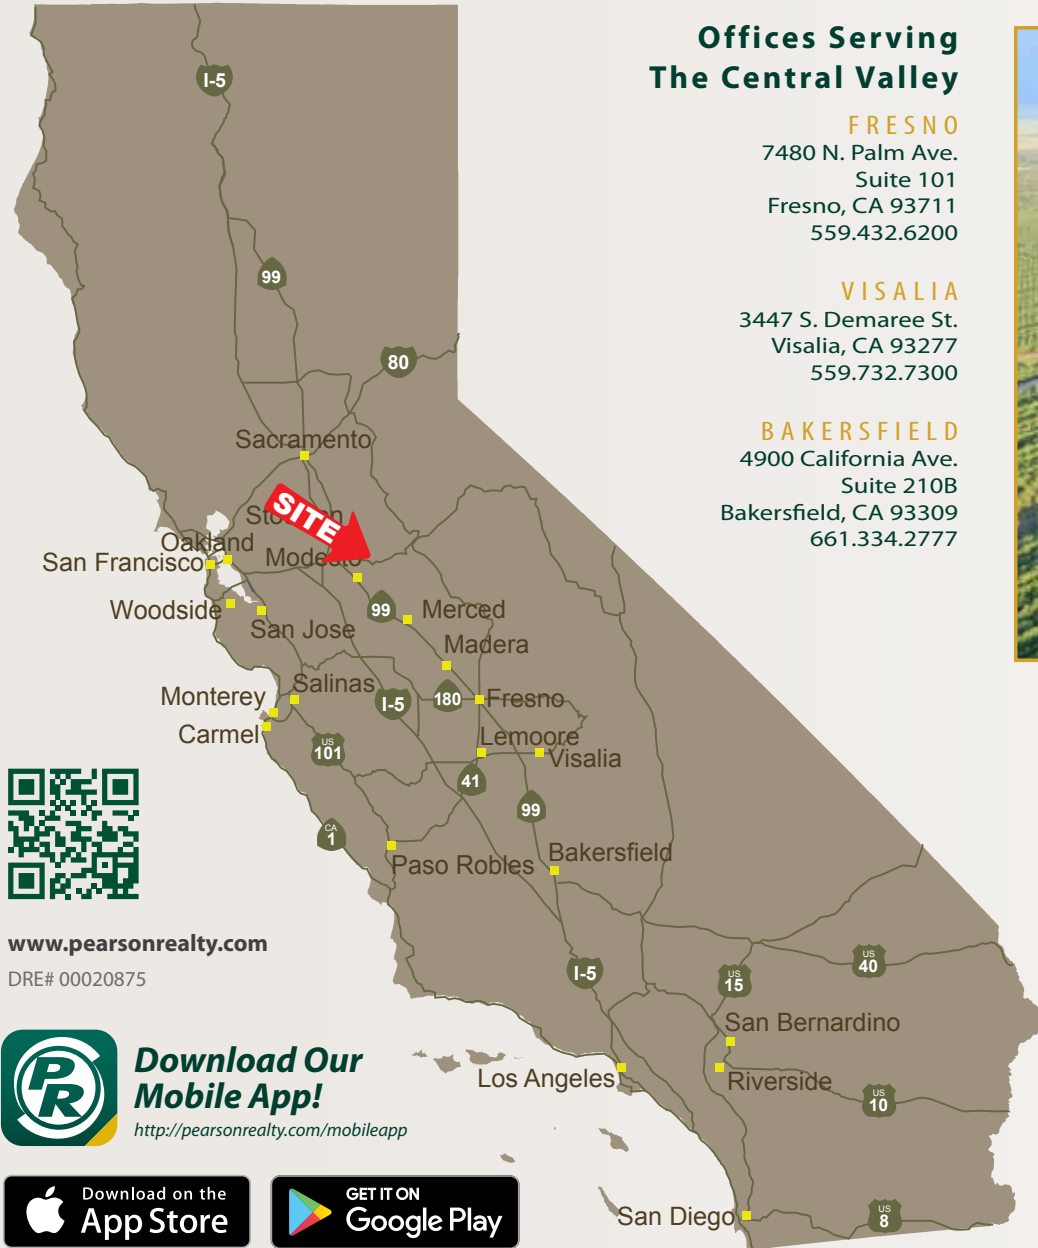 Offices Serving
The Central Valley
FRESNO
7480 N. Palm Ave.
Suite 101
Fresno, CA 93711
559.432.6200
VISALIA
3447 S. Demaree St.
Visalia, CA 93277
559.732.7300
BAKERSFIELD
4900 California Ave.
Suite 210B
Bakersfield, CA 93309
661.334.2777
I-5
99
80
Sacramento
SITE
Oakland
San Francisco
Modesto
Woodside
San Jose
99
Merced
Madera
Salinas
Monterey
Carmel
I-5
180
Fresno
Lemoore
Visalia
US
101
41
99
CA
1
Paso Robles
Bakersfield
I-5
US
15
US
40
San Bernardino
Los Angeles
Riverside
US
10
San Diego
US
8
www.pearsonrealty.com
DRE# 00020875
PR
Download Our
Mobile App!
http://pearsonrealty.com/mobileapp
Download on the
App Store
GET IT ON
Google Play